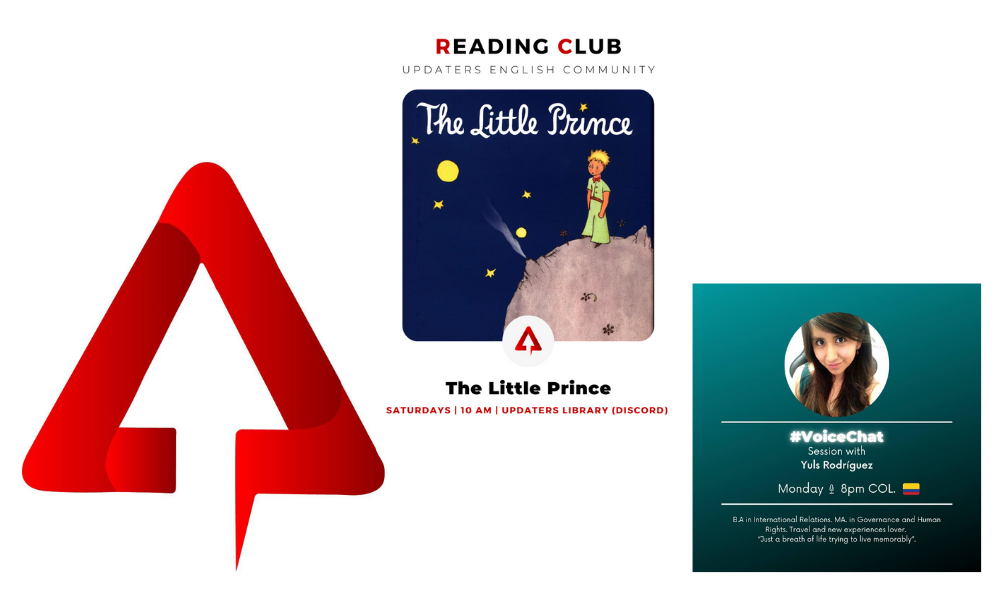 READING CLUB
UPDATERS ENGLISH COMMUNITY
The Little Prince
The Little Prince
SATURDAYS | 10 AM | UPDATERS LIBRARY (DISCORD)
#VoiceChat
Session with
Yuls Rodríguez
Monday 8pm COL.
B.A in International Relations. MA. in Governance and Human
Rights. Travel and new experiences lover.
"Just a breath of life trying to live memorably".